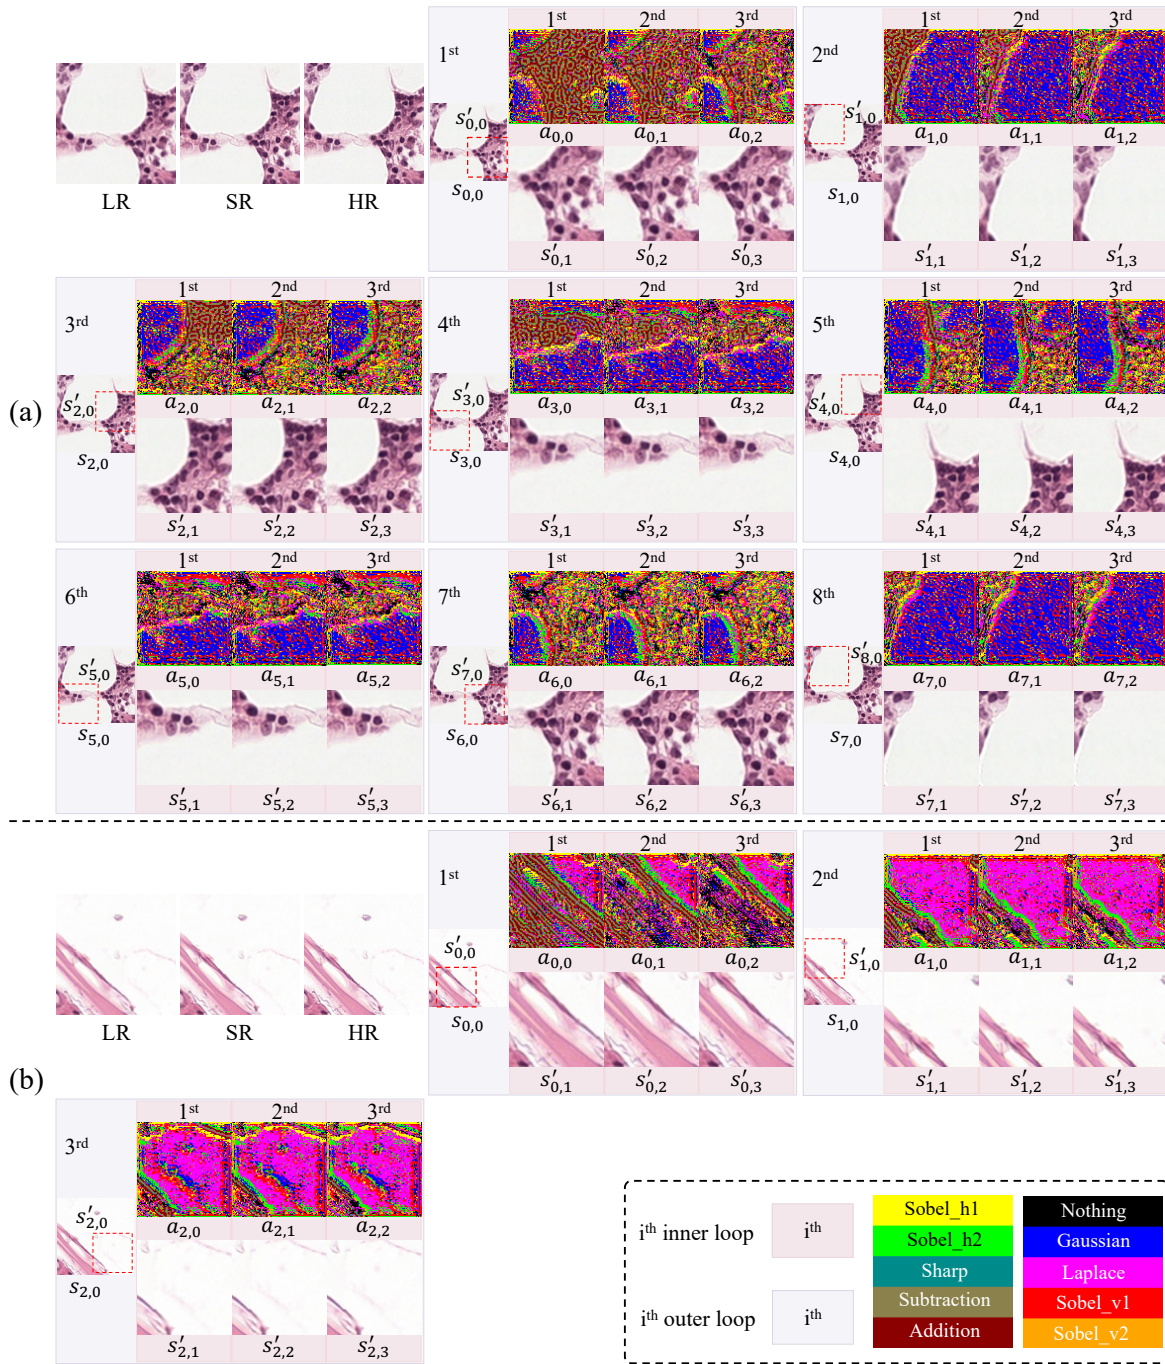 1st 2nd 3rd
1st
s′0,0
a0,0 a0,1 a0,2
s0,0
s′0,1 s′0,2 s′0,3
1st 2nd 3rd
2nd
s′1,0
a1,0 a1,1 a1,2
s1,0
s′1,1 s′1,2 s′1,3
LR SR HR
(a)
1st 2nd 3rd
3rd
s′2,0
a2,0 a2,1 a2,2
s2,0
s′2,1 s′2,2 s′2,3
1st 2nd 3rd
4th
s′3,0
a3,0 a3,1 a3,2
s3,0
s′3,1 s′3,2 s′3,3
1st 2nd 3rd
5th
s′4,0
a4,0 a4,1 a4,2
s4,0
s′4,1 s′4,2 s′4,3
1st 2nd 3rd
6th
s′5,0
a5,0 a5,1 a5,2
s5,0
s′5,1 s′5,2 s′5,3
1st 2nd 3rd
7th
s′7,0
a6,0 a6,1 a6,2
s6,0
s′6,1 s′6,2 s′6,3
1st 2nd 3rd
8th
s′8,0
a7,0 a7,1 a7,2
s7,0
s′7,1 s′7,2 s′7,3
1st 2nd 3rd
1st
s′0,0
a0,0 a0,1 a0,2
s0,0
s′0,1 s′0,2 s′0,3
1st 2nd 3rd
2nd
s′1,0
a1,0 a1,1 a1,2
s1,0
s′1,1 s′1,2 s′1,3
LR SR HR
(b)
1st 2nd 3rd
3rd
s′2,0
a2,0 a2,1 a2,2
s2,0
s′2,1 s′2,2 s′2,3
ith inner loop ith
ith outer loop ith
Sobel_h1 Nothing
Sobel_h2 Gaussian
Sharp Laplace
Subtraction Sobel_v1
Addition Sobel_v2